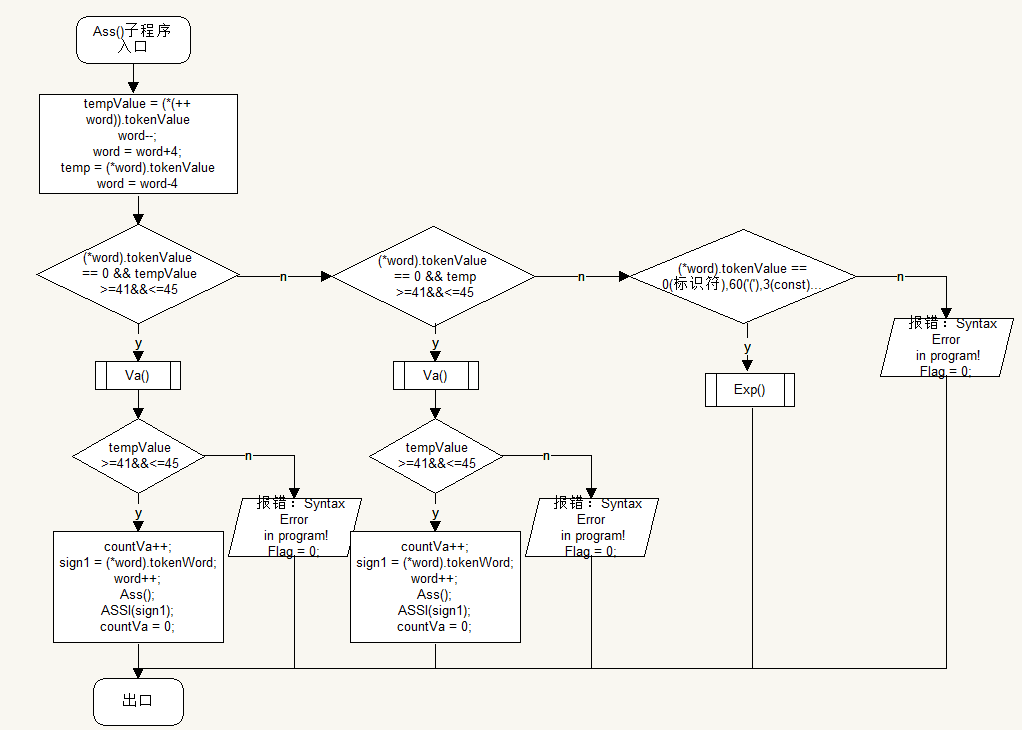 Ass()子程序
入口
tempValue = (*(++
word)).tokenValue
word--;
word = word+4;
temp = (*word).tokenValue
word = word-4
(*word).tokenValue
== 0 && tempValue
>=41&&<=45
n
(*word).tokenValue
== 0 && temp
>=41&&<=45
n
(*word).tokenValue ==
0(标识符),60('('),3(const)...
n
报错：Syntax
Error
in program!
Flag = 0;
y
y
y
Va()
Va()
Exp()
tempValue
>=41&&<=45
n
tempValue
>=41&&<=45
n
报错：Syntax
Error
in program!
Flag = 0;
报错：Syntax
Error
in program!
Flag = 0;
y
y
countVa++;
sign1 = (*word).tokenWord;
word++;
Ass();
ASSI(sign1);
countVa = 0;
countVa++;
sign1 = (*word).tokenWord;
word++;
Ass();
ASSI(sign1);
countVa = 0;
出口